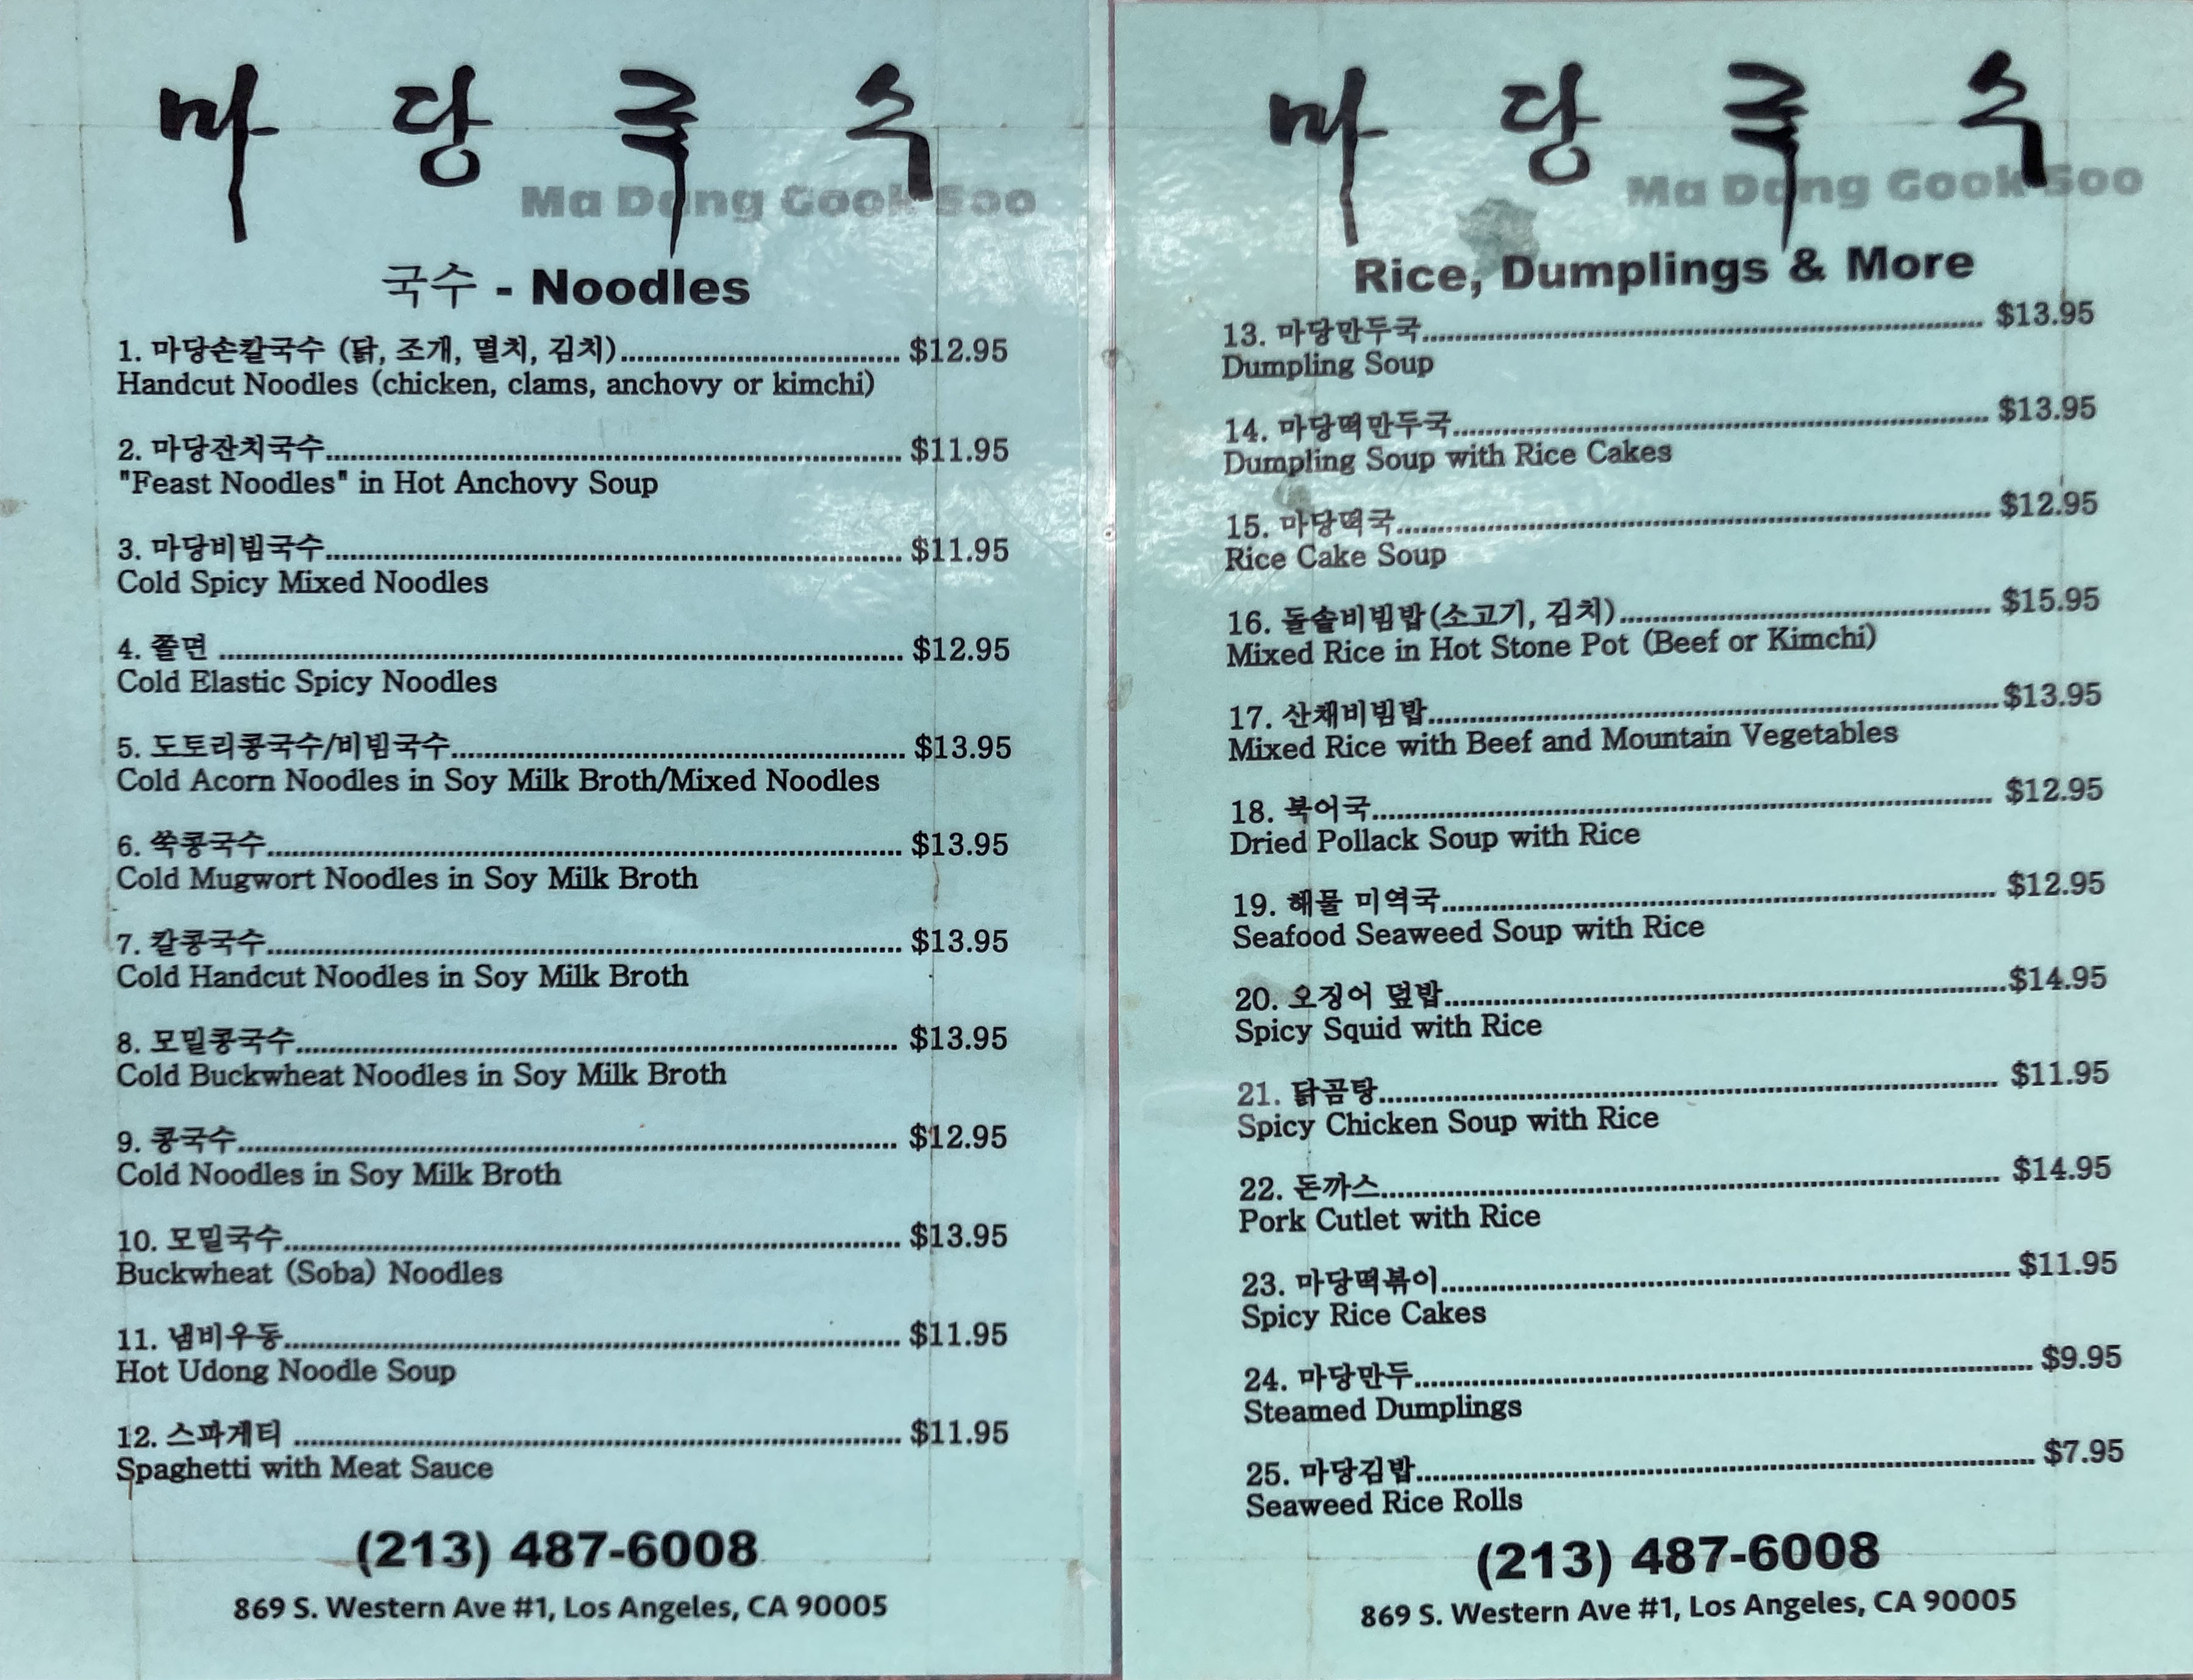 마당국수
Ma Dang Gook Soo
국수 - Noodles
1. 마당손칼국수 (닭, 조개, 멸치, 김치)........................................ $12.95
Handcut Noodles (chicken, clams, anchovy or kimchi)
2. 마당잔치국수........................................ $11.95
"Feast Noodles" in Hot Anchovy Soup
3. 마당비빔국수........................................ $11.95
Cold Spicy Mixed Noodles
4. 쫄면 ........................................ $12.95
Cold Elastic Spicy Noodles
5. 도토리콩국수/비빔국수........................................ $13.95
Cold Acorn Noodles in Soy Milk Broth/Mixed Noodles
6. 쑥콩국수........................................ $13.95
Cold Mugwort Noodles in Soy Milk Broth
7. 칼콩국수........................................ $13.95
Cold Handcut Noodles in Soy Milk Broth
8. 모밀콩국수........................................ $13.95
Cold Buckwheat Noodles in Soy Milk Broth
9. 콩국수........................................ $12.95
Cold Noodles in Soy Milk Broth
10. 모밀국수........................................ $13.95
Buckwheat (Soba) Noodles
11. 냄비우동........................................ $11.95
Hot Udong Noodle Soup
12. 스파게티 ........................................ $11.95
Spaghetti with Meat Sauce
(213) 487-6008
869 S. Western Ave #1, Los Angeles, CA 90005
마당국수
Ma Dang Gook Soo
Rice, Dumplings & More
13. 마당만두국........................................ $13.95
Dumpling Soup
14. 마당떡만두국........................................ $13.95
Dumpling Soup with Rice Cakes
15. 마당떡국........................................ $12.95
Rice Cake Soup
16. 돌솥비빔밥(소고기, 김치)........................................ $15.95
Mixed Rice in Hot Stone Pot (Beef or Kimchi)
17. 산채비빔밥........................................$13.95
Mixed Rice with Beef and Mountain Vegetables
18. 북어국........................................ $12.95
Dried Pollack Soup with Rice
19. 해물 미역국........................................ $12.95
Seafood Seaweed Soup with Rice
20. 오징어 덮밥........................................$14.95
Spicy Squid with Rice
21. 닭곰탕........................................ $11.95
Spicy Chicken Soup with Rice
22. 돈까스........................................ $14.95
Pork Cutlet with Rice
23. 마당떡볶이........................................ $11.95
Spicy Rice Cakes
24. 마당만두........................................ $9.95
Steamed Dumplings
25. 마당김밥........................................ $7.95
Seaweed Rice Rolls
(213) 487-6008
869 S. Western Ave #1, Los Angeles, CA 90005